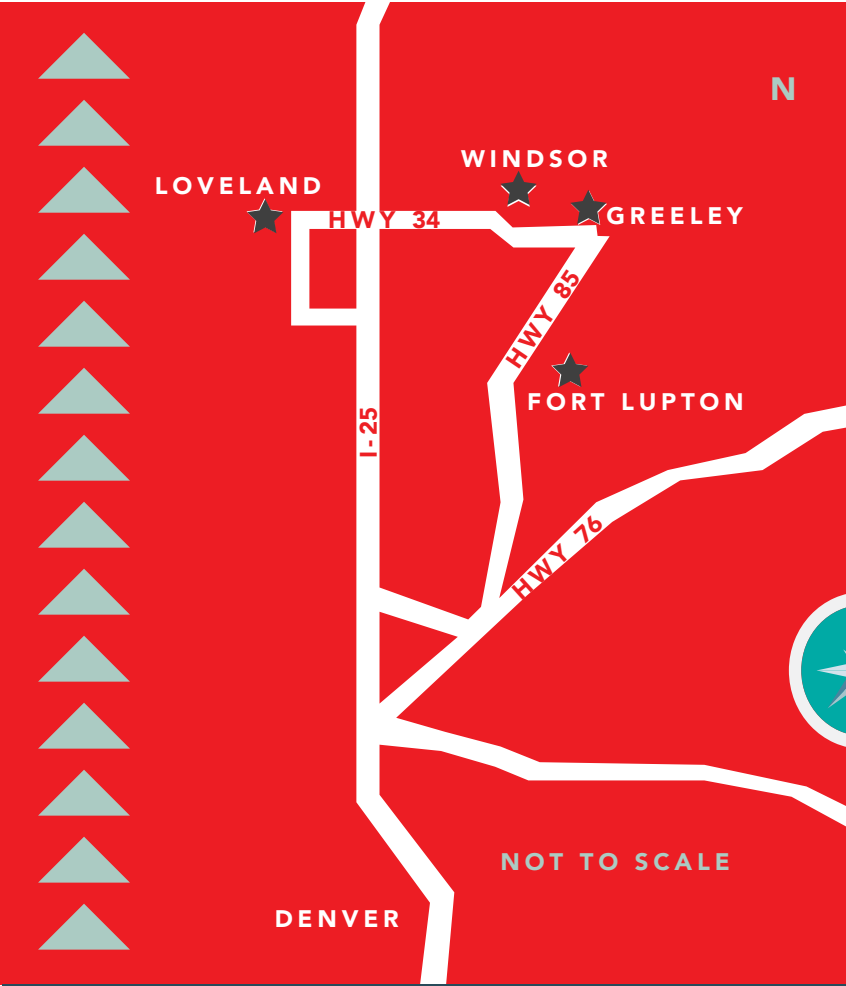 N
WINDSOR
LOVELAND
GREELEY
HWY 34
HWY 85
FORT LUPTON
I-25
HWY 76
NOT TO SCALE
DENVER